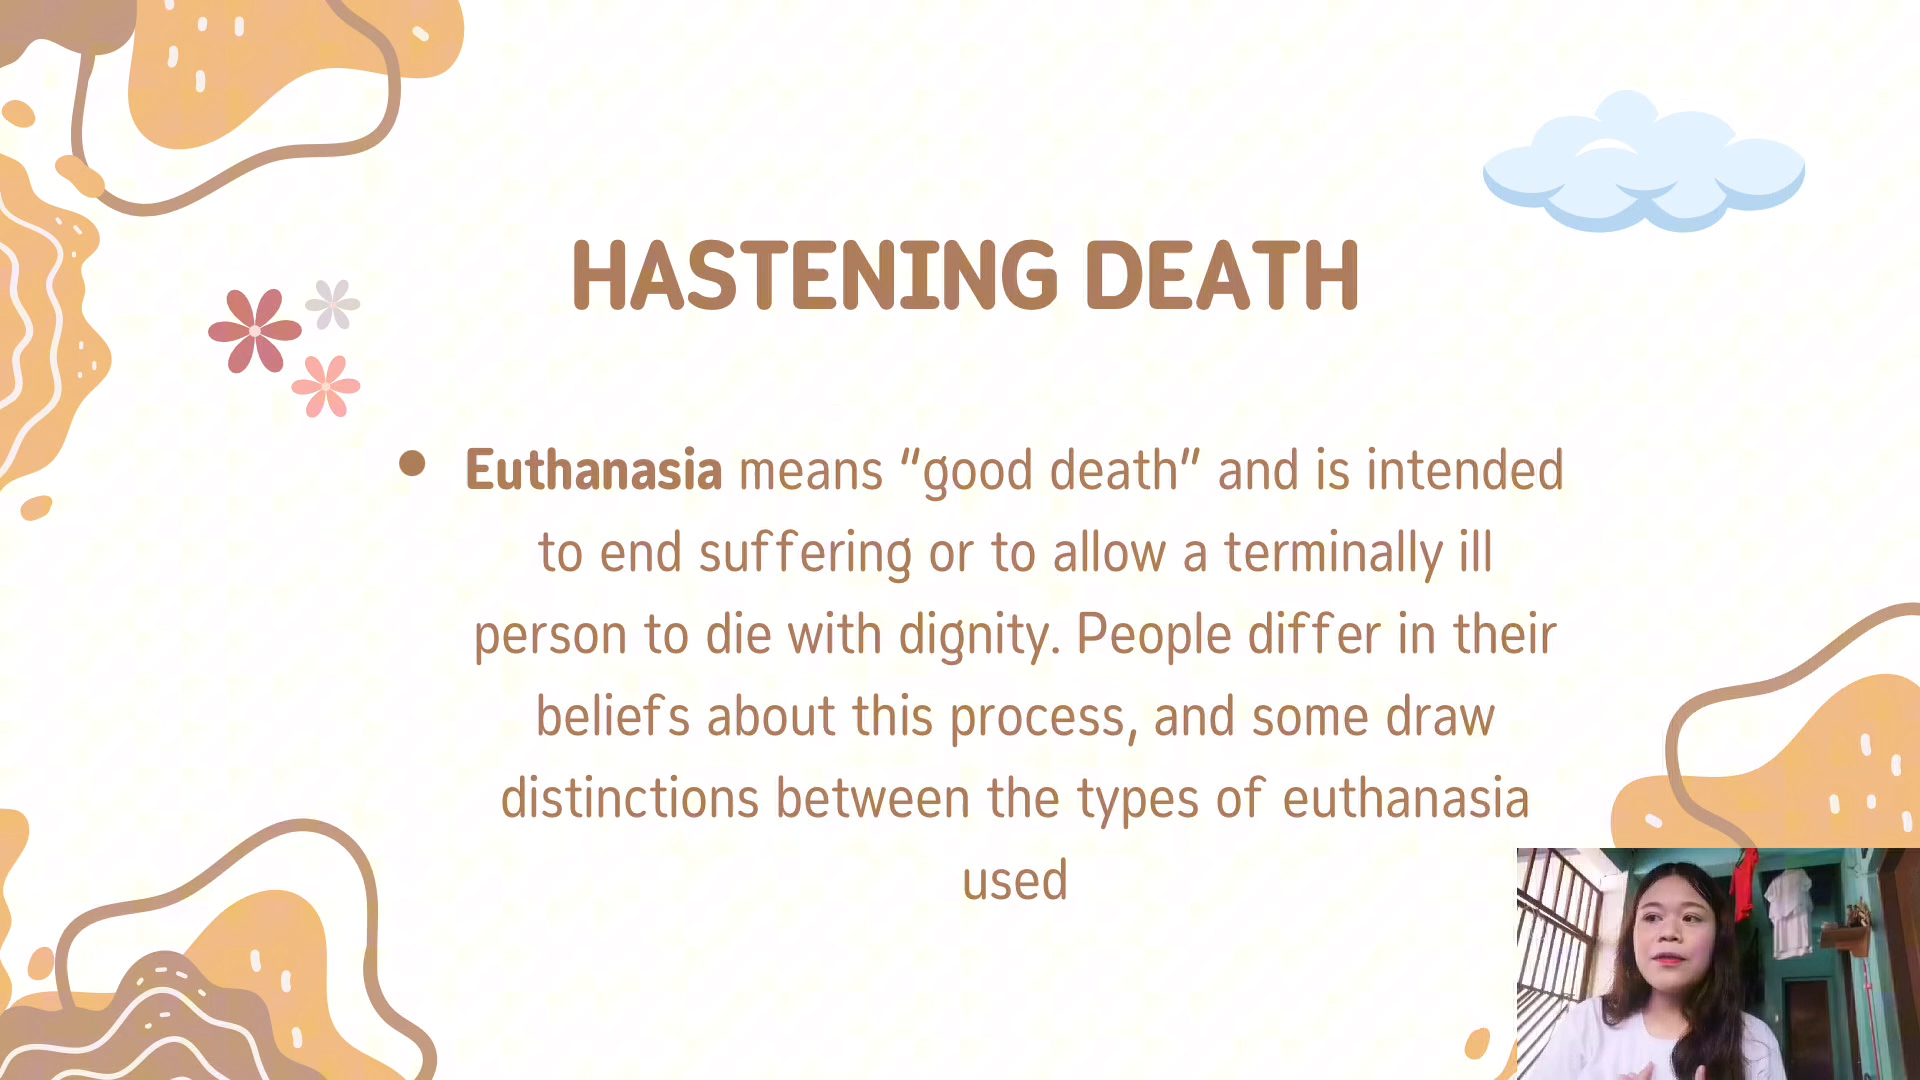 HASTENING DEATH
• Euthanasia means “good death” and is intended
to end suffering or to allow a terminally ill
person to die with dignity. People differ in their
beliefs about this process, and some draw
distinctions between the types of euthanasia
used